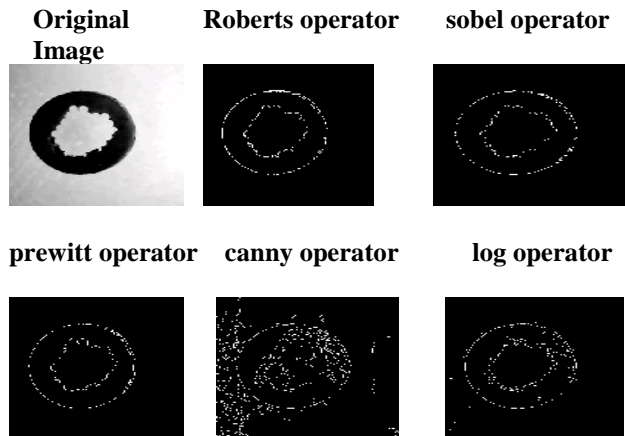 Original Image
Roberts operator
sobel operator
prewitt operator
canny operator
log operator